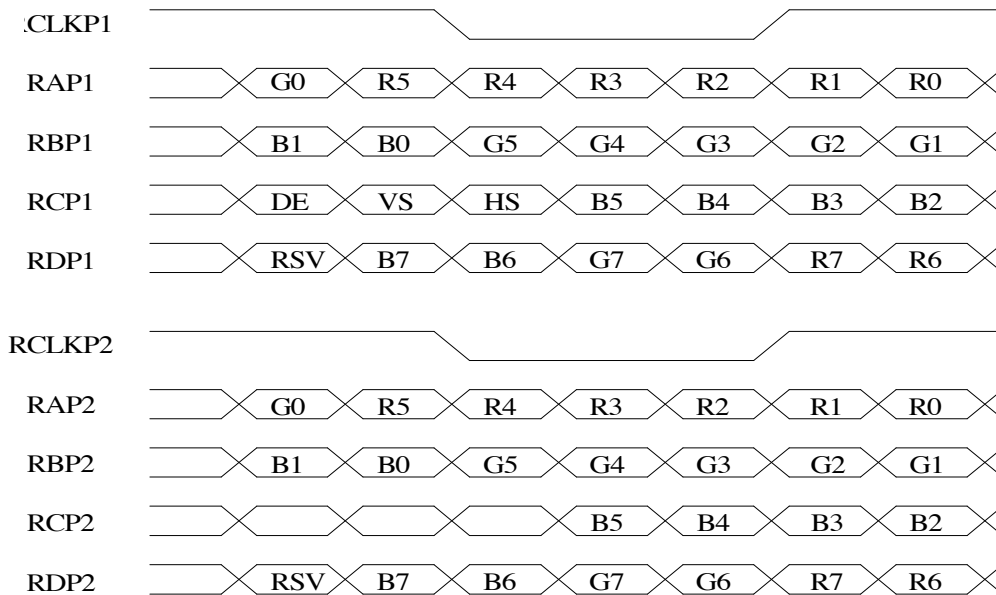 CLKP1
RAP1 G0 R5 R4 R3 R2 R1 R0
RBP1 B1 B0 G5 G4 G3 G2 G1
RCP1 DE VS HS B5 B4 B3 B2
RDP1 RSV B7 B6 G7 G6 R7 R6
RCLKP2
RAP2 G0 R5 R4 R3 R2 R1 R0
RBP2 B1 B0 G5 G4 G3 G2 G1
RCP2 B5 B4 B3 B2
RDP2 RSV B7 B6 G7 G6 R7 R6